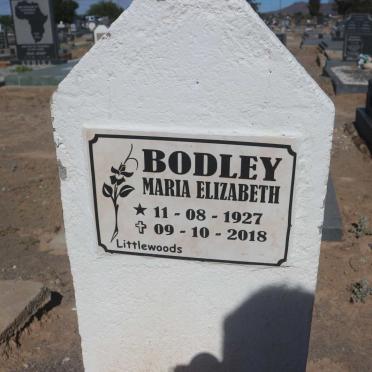 BODLEY
MARIA ELIZABETH
★ 11 - 08 - 1927
✝ 09 - 10 - 2018
Littlewoods